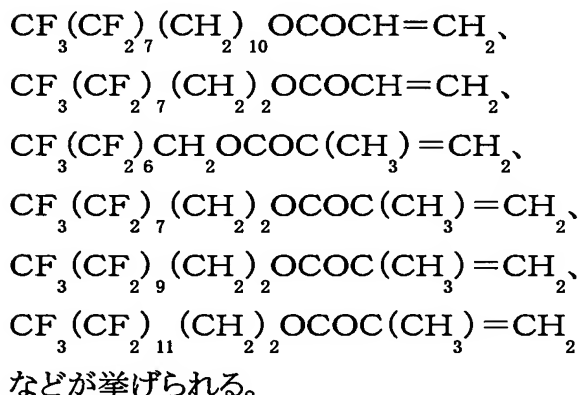 CF₃(CF₂)₇(CH₂)₁₀OCOCH=CH₂、
CF₃(CF₂)₇(CH₂)₂OCOCH=CH₂、
CF₃(CF₂)₆CH₂OCOC(CH₃)=CH₂、
CF₃(CF₂)₇(CH₂)₂OCOC(CH₃)=CH₂、
CF₃(CF₂)₉(CH₂)₂OCOC(CH₃)=CH₂、
CF₃(CF₂)₁₁(CH₂)₂OCOC(CH₃)=CH₂
などが挙げられる。